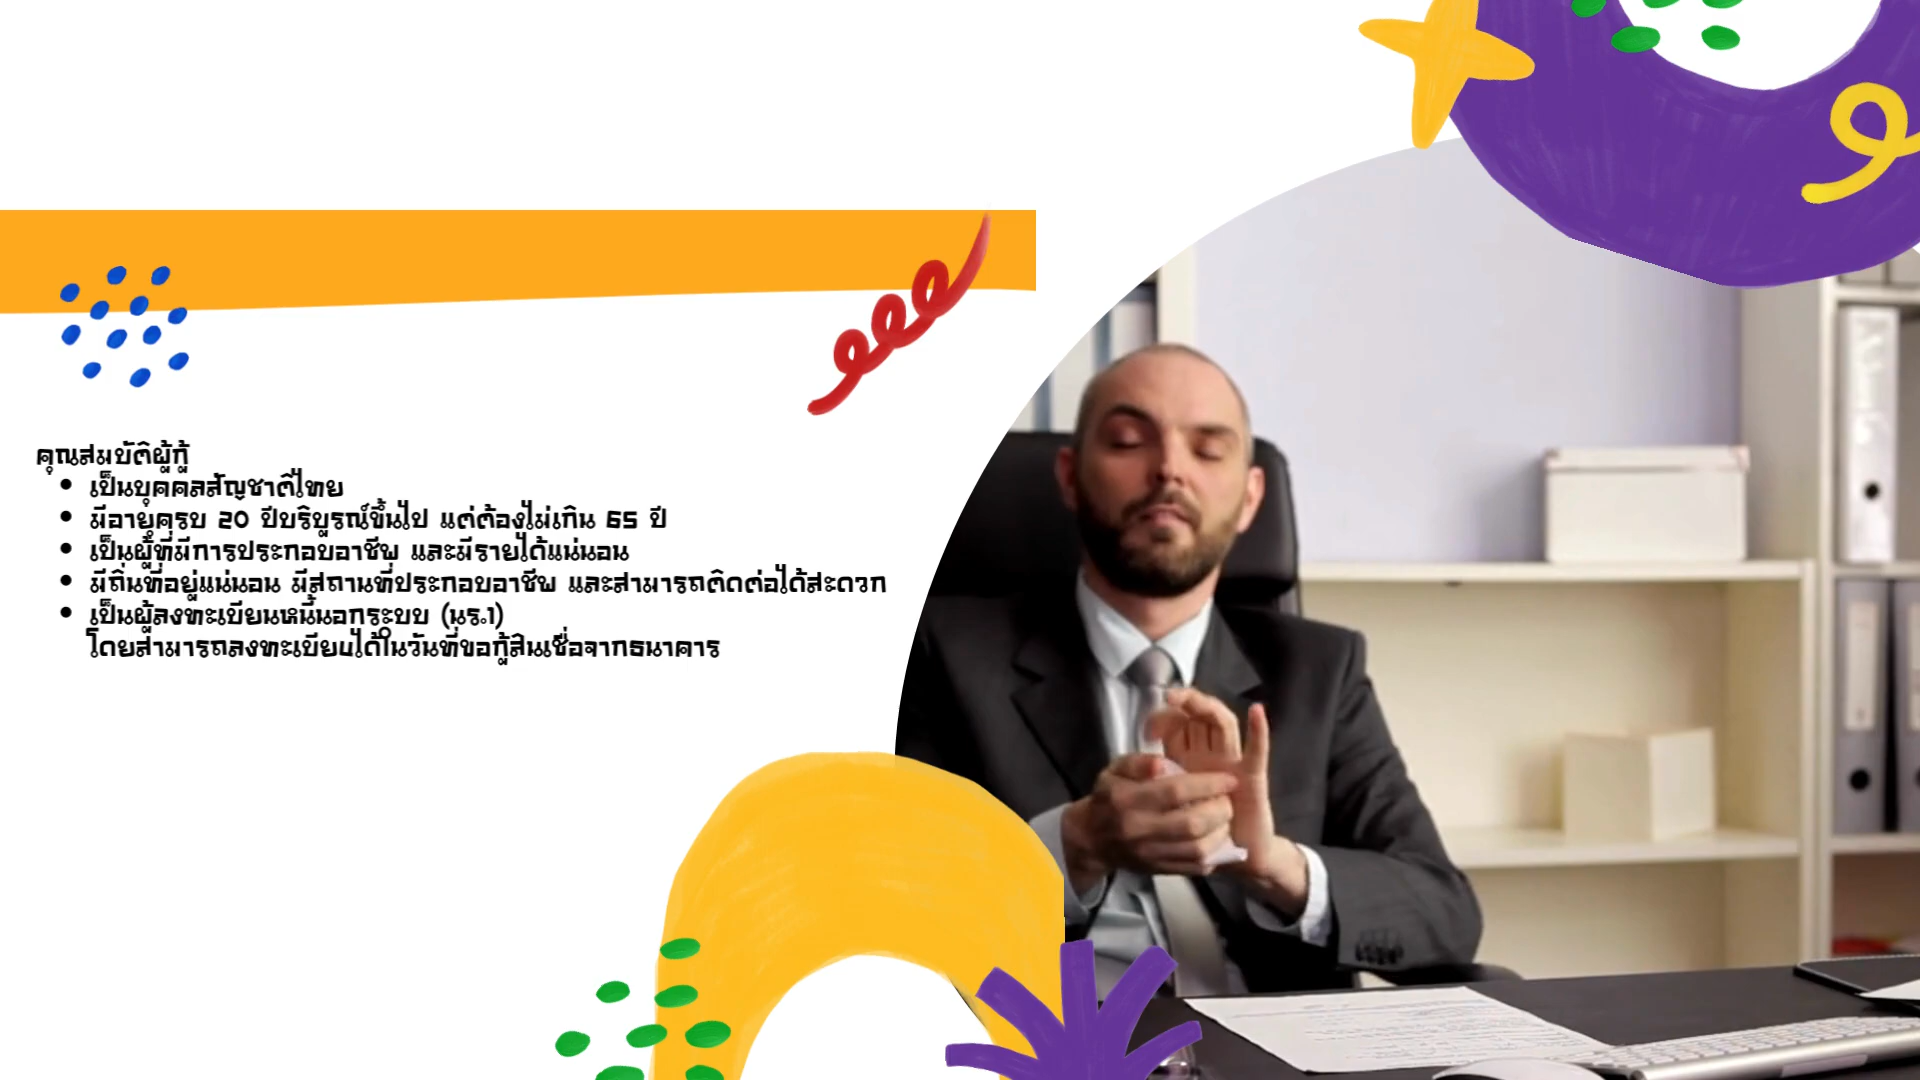 คุณสมบัติผู้กู้
• เป็นบุคคลสัญชาติไทย
• มีอายุครบ 20 ปีบริบูรณ์ขึ้นไป แต่ต้องไม่เกิน 65 ปี
• เป็นผู้ที่มีการประกอบอาชีพ และมีรายได้แน่นอน
• มีถิ่นที่อยู่แน่นอน มีสถานที่ประกอบอาชีพ และสามารถติดต่อได้สะดวก
• เป็นผู้ลงทะเบียนหนี้นอกระบบ (นร.1)
โดยสามารถลงทะเบียนได้ในวันที่ขอกู้สินเชื่อจากธนาคาร